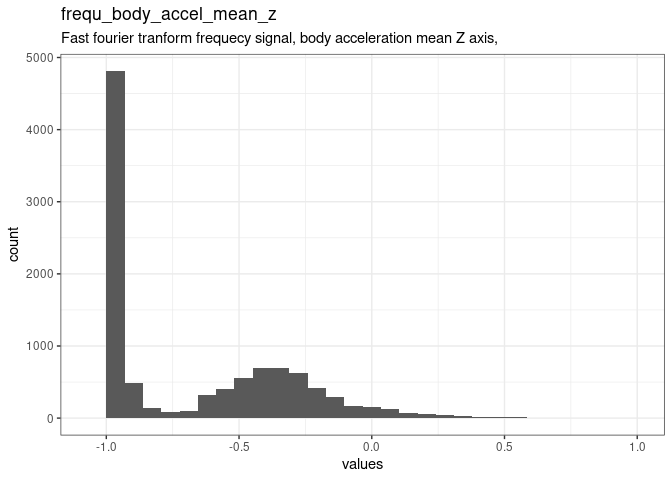 frequ_body_accel_mean_z
Fast fourier tranform frequecy signal, body acceleration mean Z axis,
5000
4000
3000
2000
1000
0
count
-1.0 -0.5 0.0 0.5 1.0
values